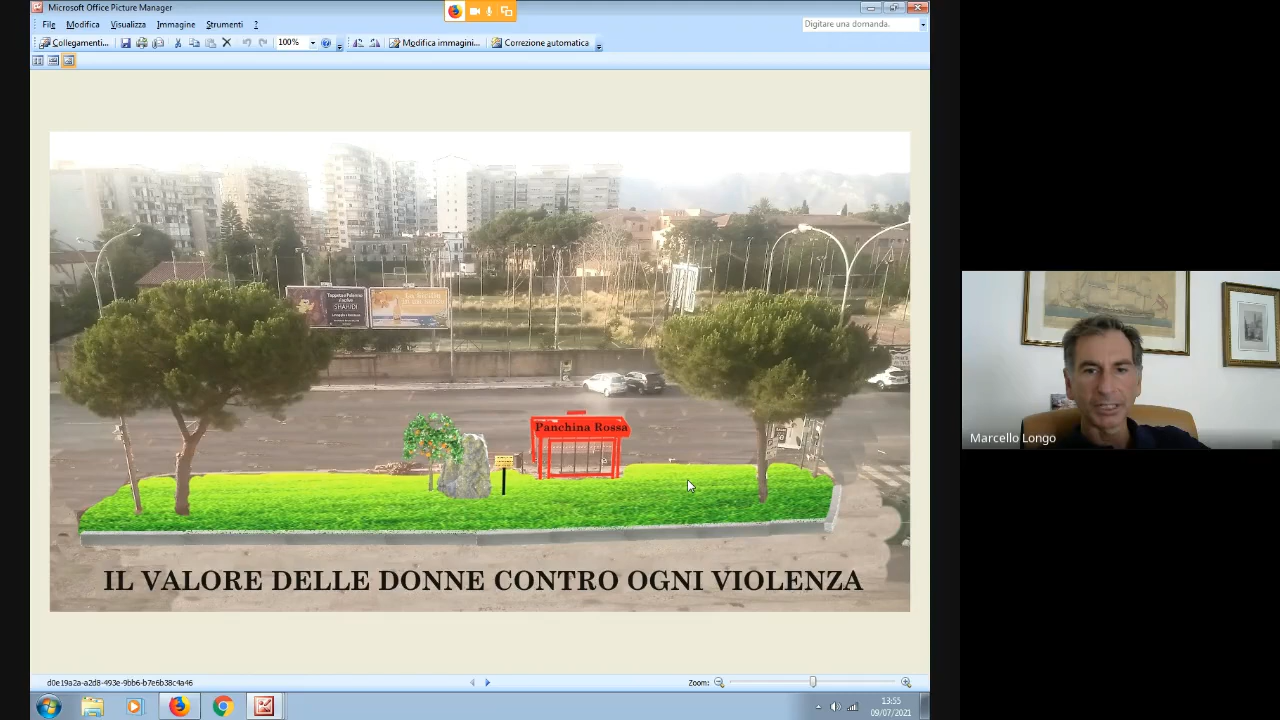 Microsoft Office Picture Manager
File Modifica Visualizza Immagine Strumenti ?
Digitare una domanda.
Collegamenti... 100% Modifica immagini... Correzione automatica
SHAHIDI
Panchina Rossa
IL VALORE DELLE DONNE CONTRO OGNI VIOLENZA
Marcello Longo
d0e19a2a-a2d8-493e-9bb6-b7e6b38c4a46
Zoom:
13:55
09/07/2021